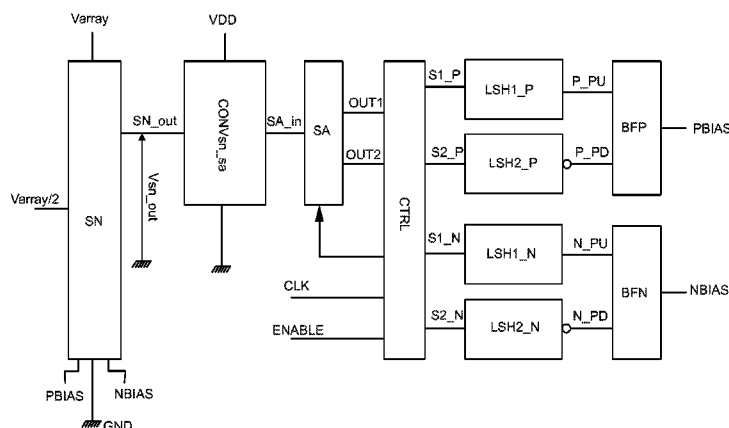 Varray
VDD
SN_out
SA_in
OUT1
OUT2
S1_P
LSH1_P
P_PU
BFP
PBIAS
S2_P
LSH2_P
P_PD
CONVsn_sa
SA
CTRL
Vsn_out
Varray/2
SN
S1_N
LSH1_N
N_PU
BFN
NBIAS
CLK
S2_N
LSH2_N
N_PD
ENABLE
PBIAS
NBIAS
GND